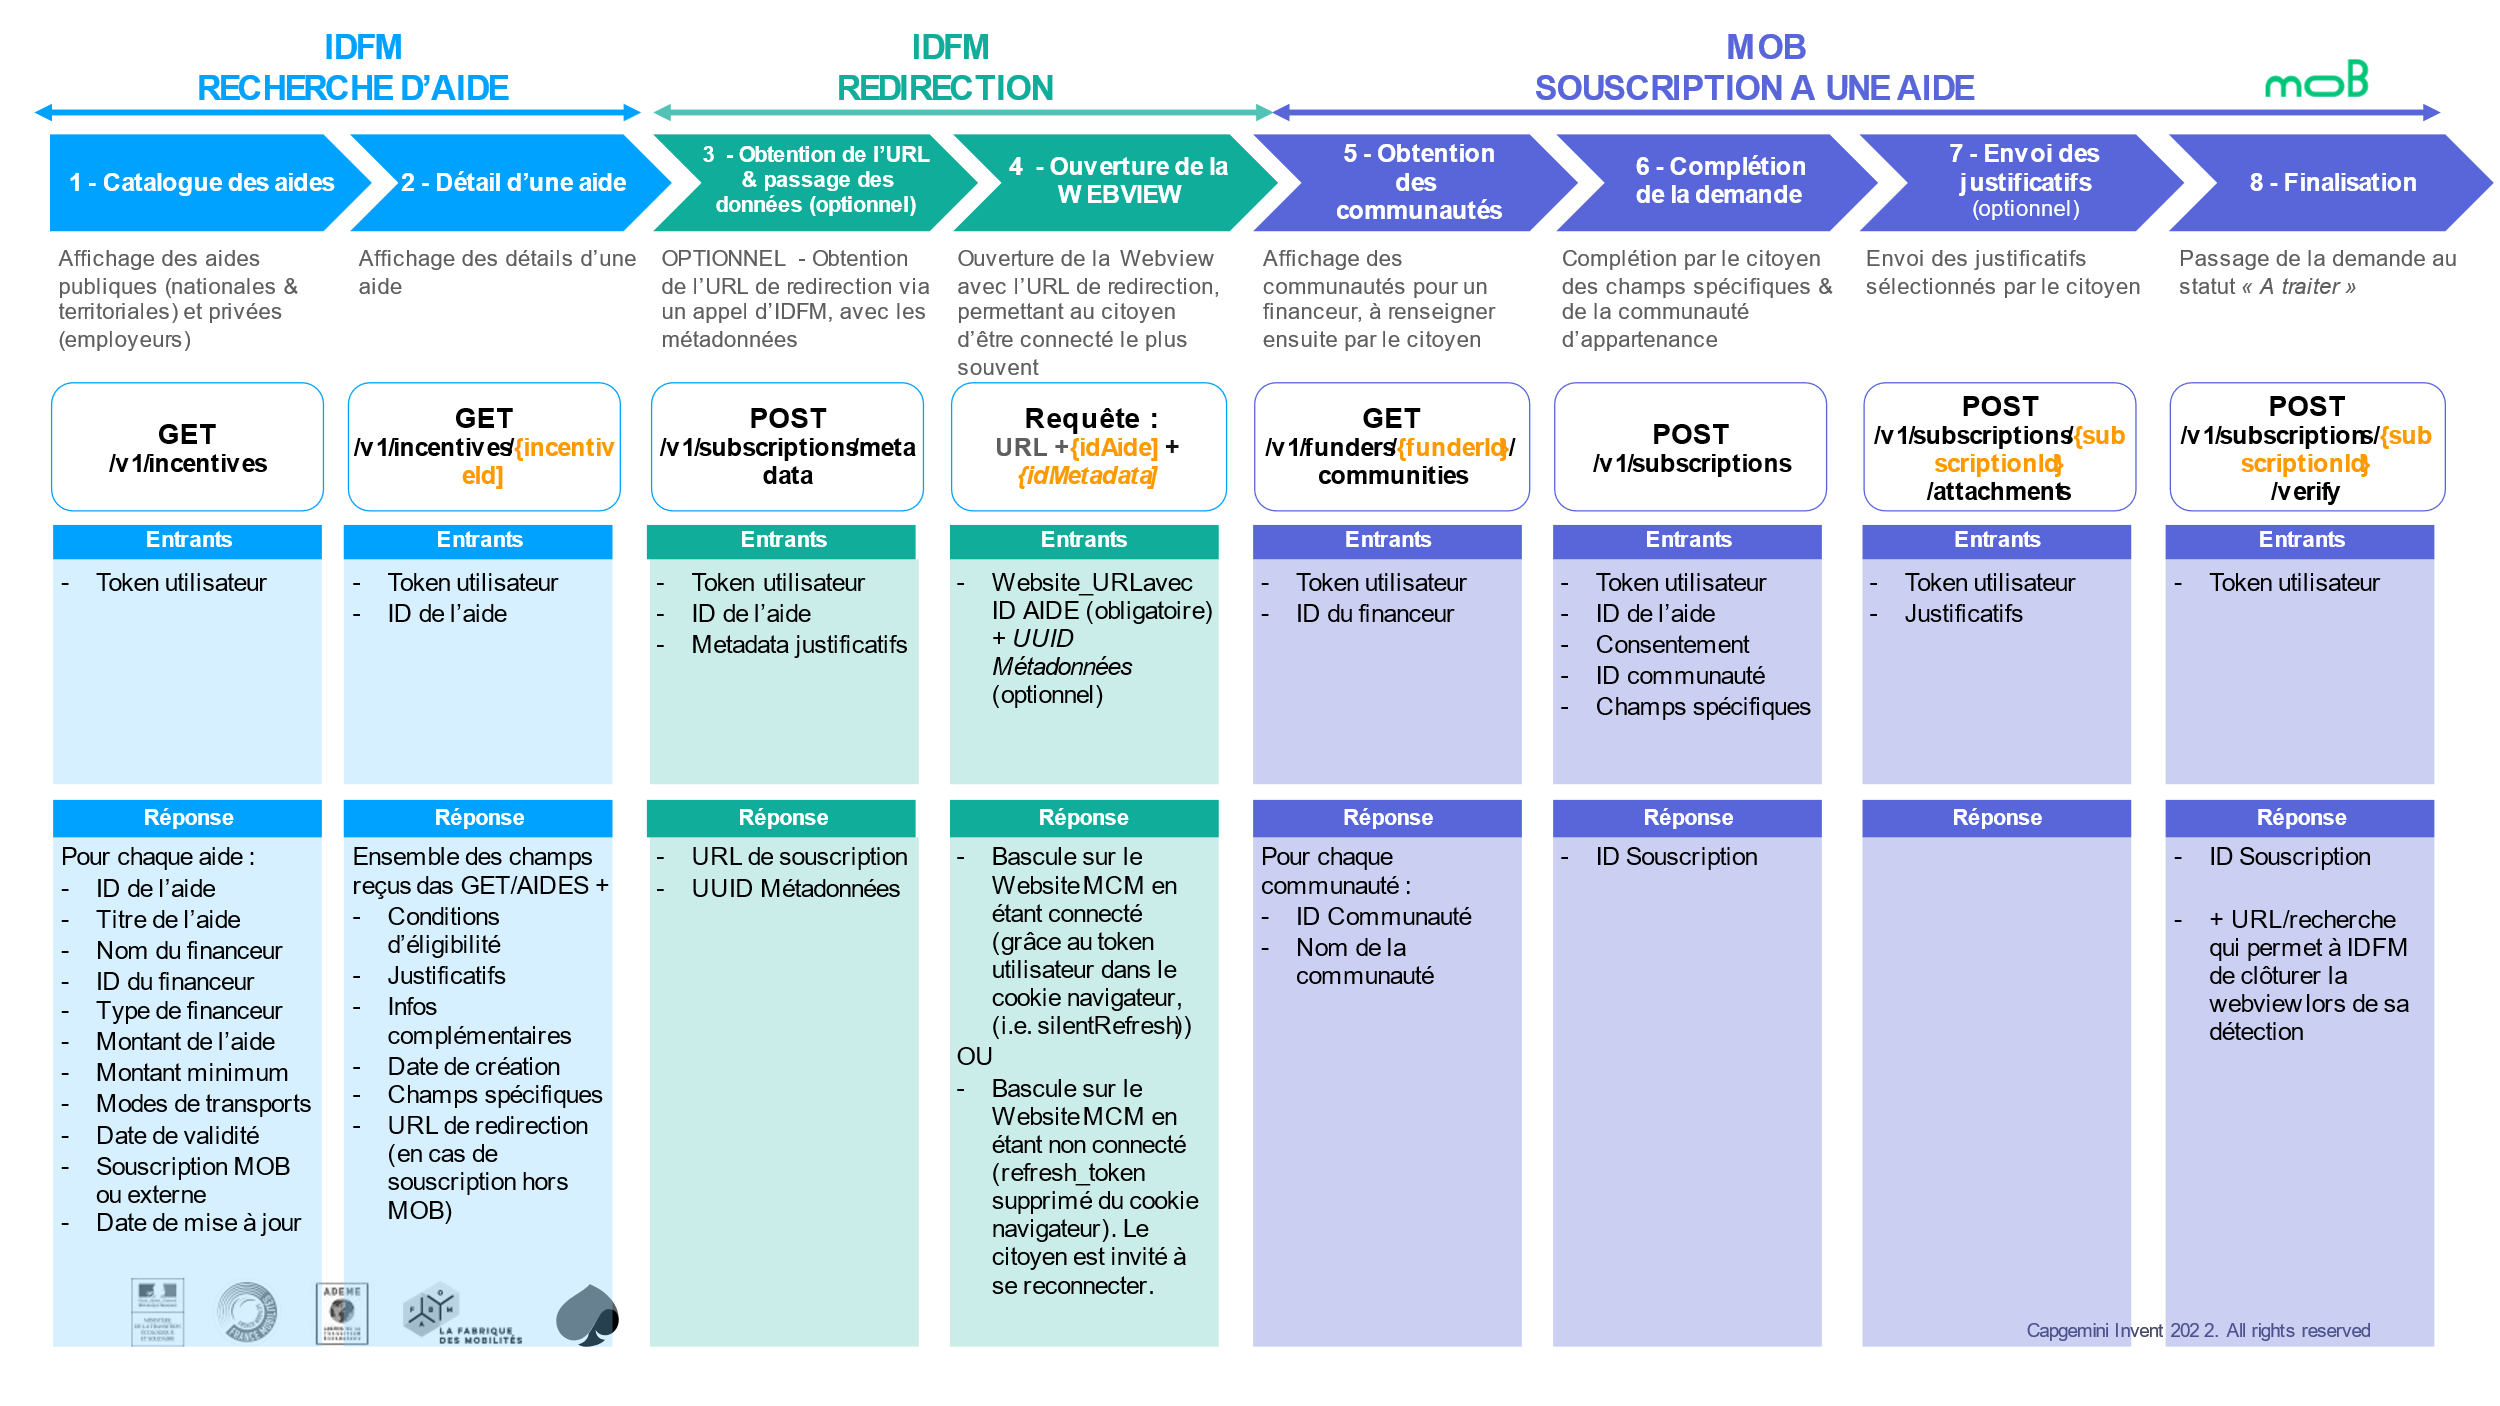 IDFM
RECHERCHE D’AIDE
IDFM
REDIRECTION
MOB
SOUSCRIPTION A UNE AIDE
moB
1 - Catalogue des aides
2 - Détail d’une aide
3 - Obtention de l’URL
& passage des
données (optionnel)
4 - Ouverture de la
WEBVIEW
5 - Obtention
des
communautés
6 - Complétion
de la demande
7 - Envoi des
justificatifs
(optionnel)
8 - Finalisation
Affichage des aides
publiques (nationales &
territoriales) et privées
(employeurs)
Affichage des détails d’une
aide
OPTIONNEL - Obtention
de l’URL de redirection via
un appel d’IDFM, avec les
métadonnées
Ouverture de la Webview
avec l’URL de redirection,
permettant au citoyen
d’être connecté le plus
souvent
Affichage des
communautés pour un
financeur, à renseigner
ensuite par le citoyen
Complétion par le citoyen
des champs spécifiques &
de la communauté
d’appartenance
Envoi des justificatifs
sélectionnés par le citoyen
Passage de la demande au
statut « A traiter »
GET
/v1/incentives
GET
/v1/incentives/{incentiv
eId]
POST
/v1/subscriptions/meta
data
Requête :
URL +{idAide] +
{idMetadata]
GET
/v1/funders/{funderId}/
communities
POST
/v1/subscriptions
POST
/v1/subscriptions/{sub
scriptionId}
/attachments
POST
/v1/subscriptions/{sub
scriptionId}
/verify
Entrants
- Token utilisateur
Entrants
- Token utilisateur
- ID de l’aide
Entrants
- Token utilisateur
- ID de l’aide
- Metadata justificatifs
Entrants
- Website_URL avec
ID AIDE (obligatoire)
+ UUID
Métadonnées
(optionnel)
Entrants
- Token utilisateur
- ID du financeur
Entrants
- Token utilisateur
- ID de l’aide
- Consentement
- ID communauté
- Champs spécifiques
Entrants
- Token utilisateur
- Justificatifs
Entrants
- Token utilisateur
Réponse
Pour chaque aide :
- ID de l’aide
- Titre de l’aide
- Nom du financeur
- ID du financeur
- Type de financeur
- Montant de l’aide
- Montant minimum
- Modes de transports
- Date de validité
- Souscription MOB
ou externe
- Date de mise à jour
Réponse
Ensemble des champs
reçus das GET/AIDES +
- Conditions
d’éligibilité
- Justificatifs
- Infos
complémentaires
- Date de création
- Champs spécifiques
- URL de redirection
(en cas de
souscription hors
MOB)
Réponse
- URL de souscription
- UUID Métadonnées
Réponse
- Bascule sur le
Website MCM en
étant connecté
(grâce au token
utilisateur dans le
cookie navigateur,
(i.e. silentRefresh))
OU
- Bascule sur le
Website MCM en
étant non connecté
(refresh_token
supprimé du cookie
navigateur). Le
citoyen est invité à
se reconnecter.
Réponse
Pour chaque
communauté :
- ID Communauté
- Nom de la
communauté
Réponse
- ID Souscription
Réponse
Réponse
- ID Souscription
- + URL/recherche
qui permet à IDFM
de clôturer la
webview lors de sa
détection
FRANCE MOBILITÉS
ADEME
FABMOB
LA FABRIQUE
DES MOBILITÉS
Capgemini Invent 202 2. All rights reserved